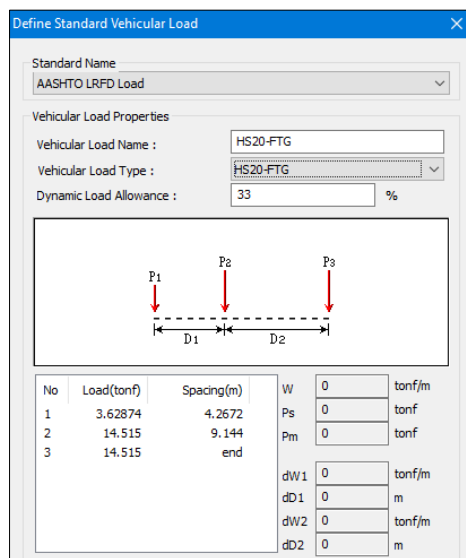 Define Standard Vehicular Load
Standard Name
AASHTO LRFD Load
Vehicular Load Properties
Vehicular Load Name : HS20-FTG
Vehicular Load Type : HS20-FTG
Dynamic Load Allowance : 33 %
P1 P2 P3
D1 D2
No Load(tonf) Spacing(m)
1 3.62874 4.2672
2 14.515 9.144
3 14.515 end
W 0 tonf/m
Ps 0 tonf
Pm 0 tonf
dW1 0 tonf/m
dD1 0 m
dW2 0 tonf/m
dD2 0 m